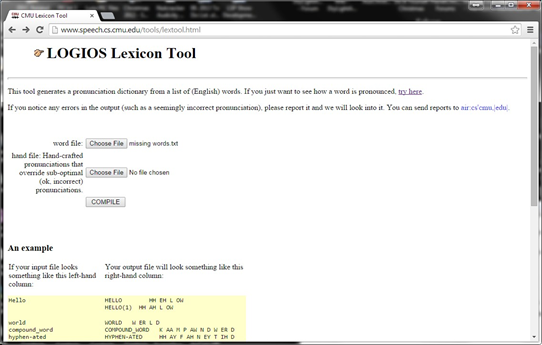 CMU Lexicon Tool
www.speech.cs.cmu.edu/tools/lextool.html
LOGIOS Lexicon Tool
This tool generates a pronunciation dictionary from a list of (English) words. If you just want to see how a word is pronounced, try here.
If you notice any errors in the output (such as a seemingly incorrect pronunciation), please report it and we will look into it. You can send reports to air:cs'cmu,|edu|.
word file: Choose File missing words.txt
hand file: Hand-crafted
pronunciations that
override sub-optimal
(ok, incorrect)
pronunciations.
Choose File No file chosen
COMPILE
An example
If your input file looks
something like this left-hand
column:
Your output file will look something like this
right-hand column:
Hello HELLO HH EH L OW
HELLO(1) HH AH L OW
world WORLD W ER L D
compound_word COMPOUND_WORD K AA M P AW N D W ER D
hyphen-ated HYPHEN-ATED HH AY F AH N EY T IH D